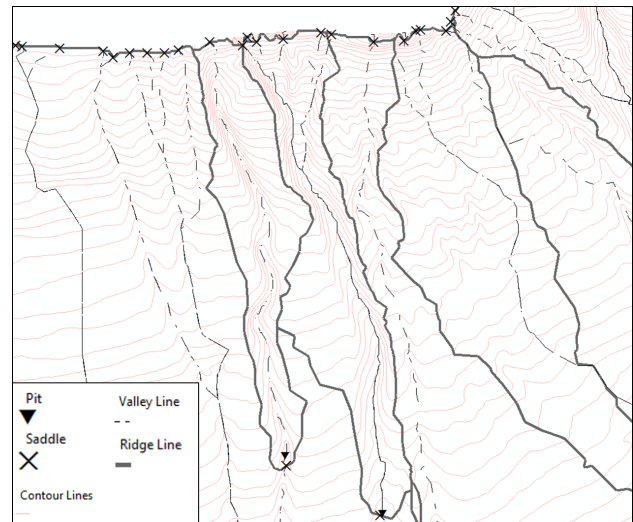 Pit
Valley Line
Saddle
Ridge Line
Contour Lines